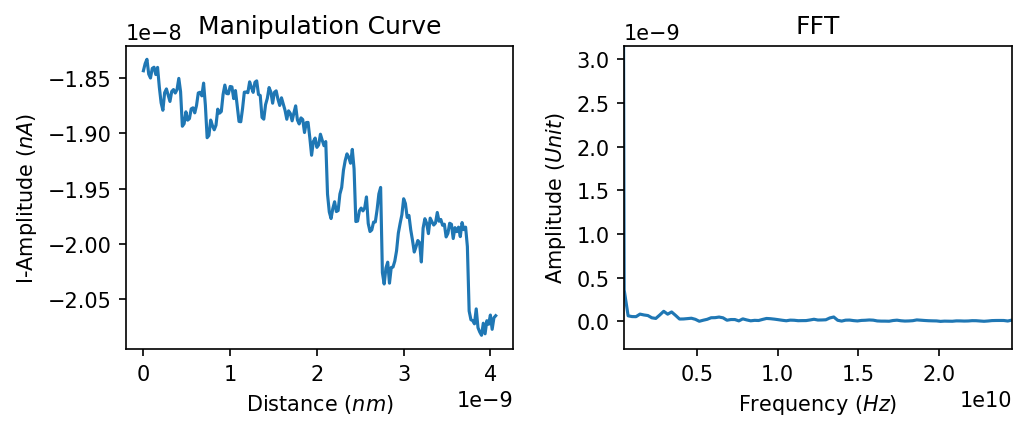 Manipulation Curve
1e−8
I-Amplitude (nA)
−1.85
−1.90
−1.95
−2.00
−2.05
0 1 2 3 4
1e−9
Distance (nm)
FFT
1e−9
Amplitude (Unit)
3.0
2.5
2.0
1.5
1.0
0.5
0.0
0.5 1.0 1.5 2.0
1e10
Frequency (Hz)